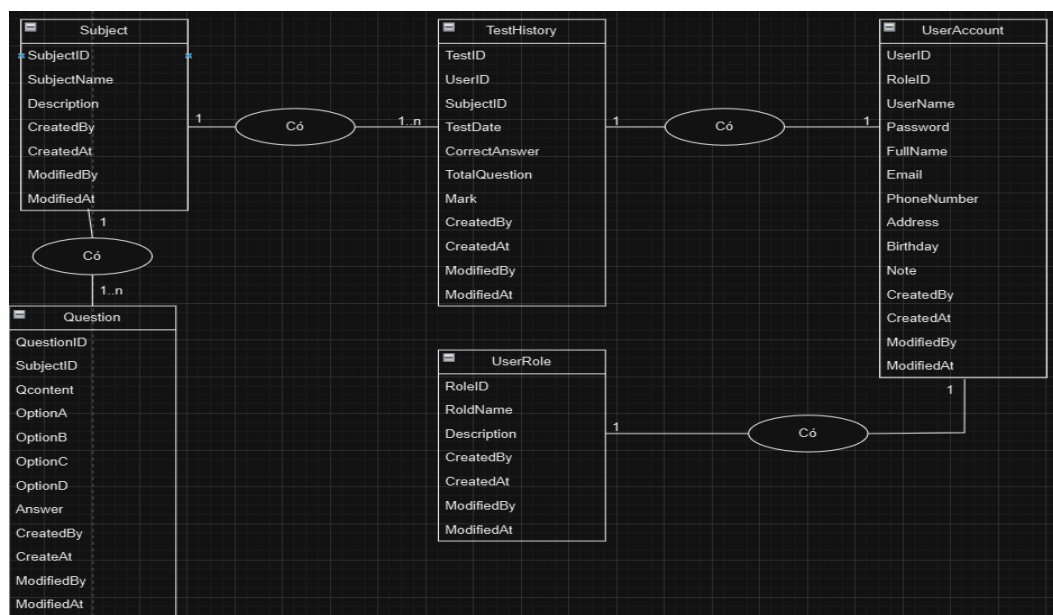 Subject
SubjectID
SubjectName
Description
CreatedBy
CreatedAt
ModifiedBy
ModifiedAt
1
Có
1..n
TestHistory
TestID
UserID
SubjectID
TestDate
CorrectAnswer
TotalQuestion
Mark
CreatedBy
CreatedAt
ModifiedBy
ModifiedAt
1
Có
1
UserAccount
UserID
RoleID
UserName
Password
FullName
Email
PhoneNumber
Address
Birthday
Note
CreatedBy
CreatedAt
ModifiedBy
ModifiedAt
1
Có
1..n
Question
QuestionID
SubjectID
Qcontent
OptionA
OptionB
OptionC
OptionD
Answer
CreatedBy
CreateAt
ModifiedBy
ModifiedAt
UserRole
RoleID
RoldName
Description
CreatedBy
CreatedAt
ModifiedBy
ModifiedAt
1
Có
1